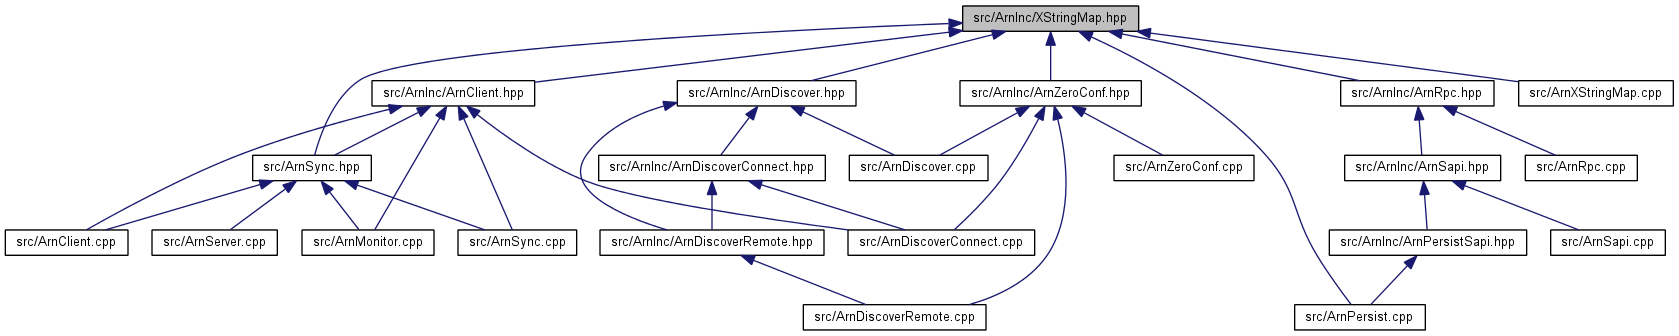 src/ArnInc/XStringMap.hpp
src/ArnInc/ArnClient.hpp
src/ArnInc/ArnDiscover.hpp
src/ArnInc/ArnZeroConf.hpp
src/ArnInc/ArnRpc.hpp
src/ArnXStringMap.cpp
src/ArnSync.hpp
src/ArnInc/ArnDiscoverConnect.hpp
src/ArnDiscover.cpp
src/ArnZeroConf.cpp
src/ArnInc/ArnSapi.hpp
src/ArnRpc.cpp
src/ArnClient.cpp
src/ArnServer.cpp
src/ArnMonitor.cpp
src/ArnSync.cpp
src/ArnInc/ArnDiscoverRemote.hpp
src/ArnDiscoverConnect.cpp
src/ArnInc/ArnPersistSapi.hpp
src/ArnSapi.cpp
src/ArnDiscoverRemote.cpp
src/ArnPersist.cpp